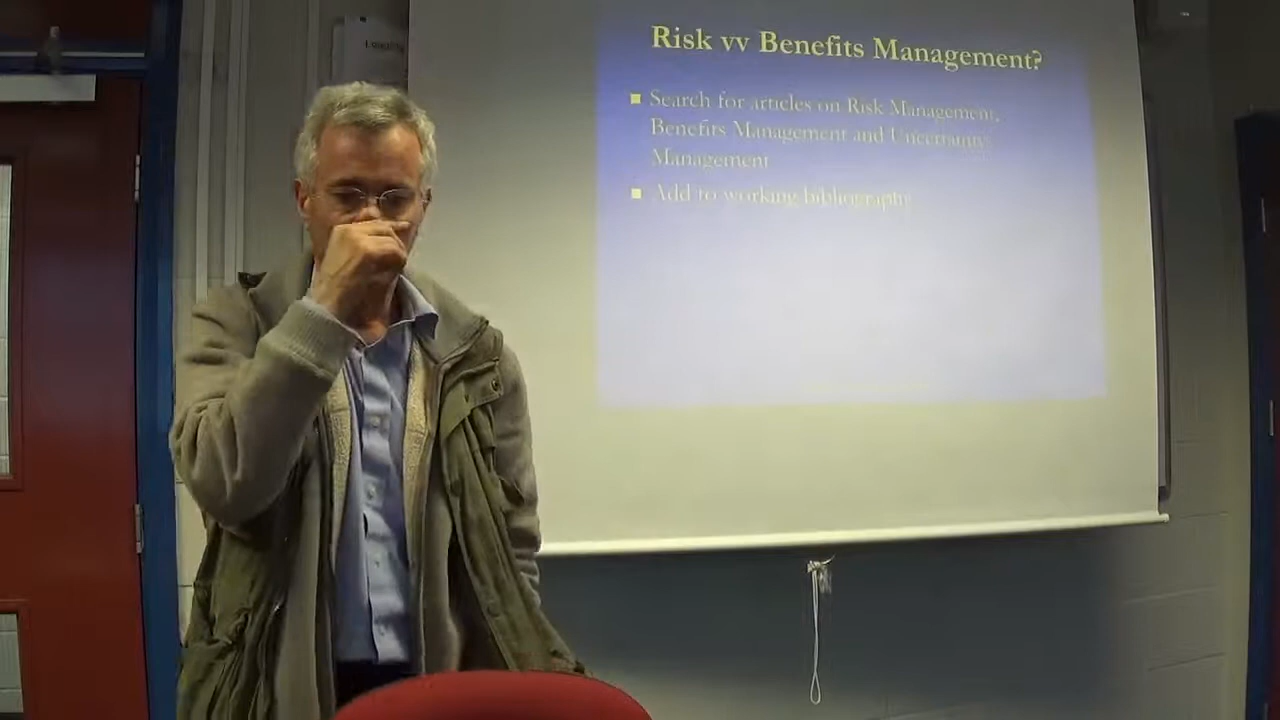 Risk vv Benefits Management?
Search for articles on Risk Management,
Benefits Management and Uncertainty
Management
Add to working bibliography